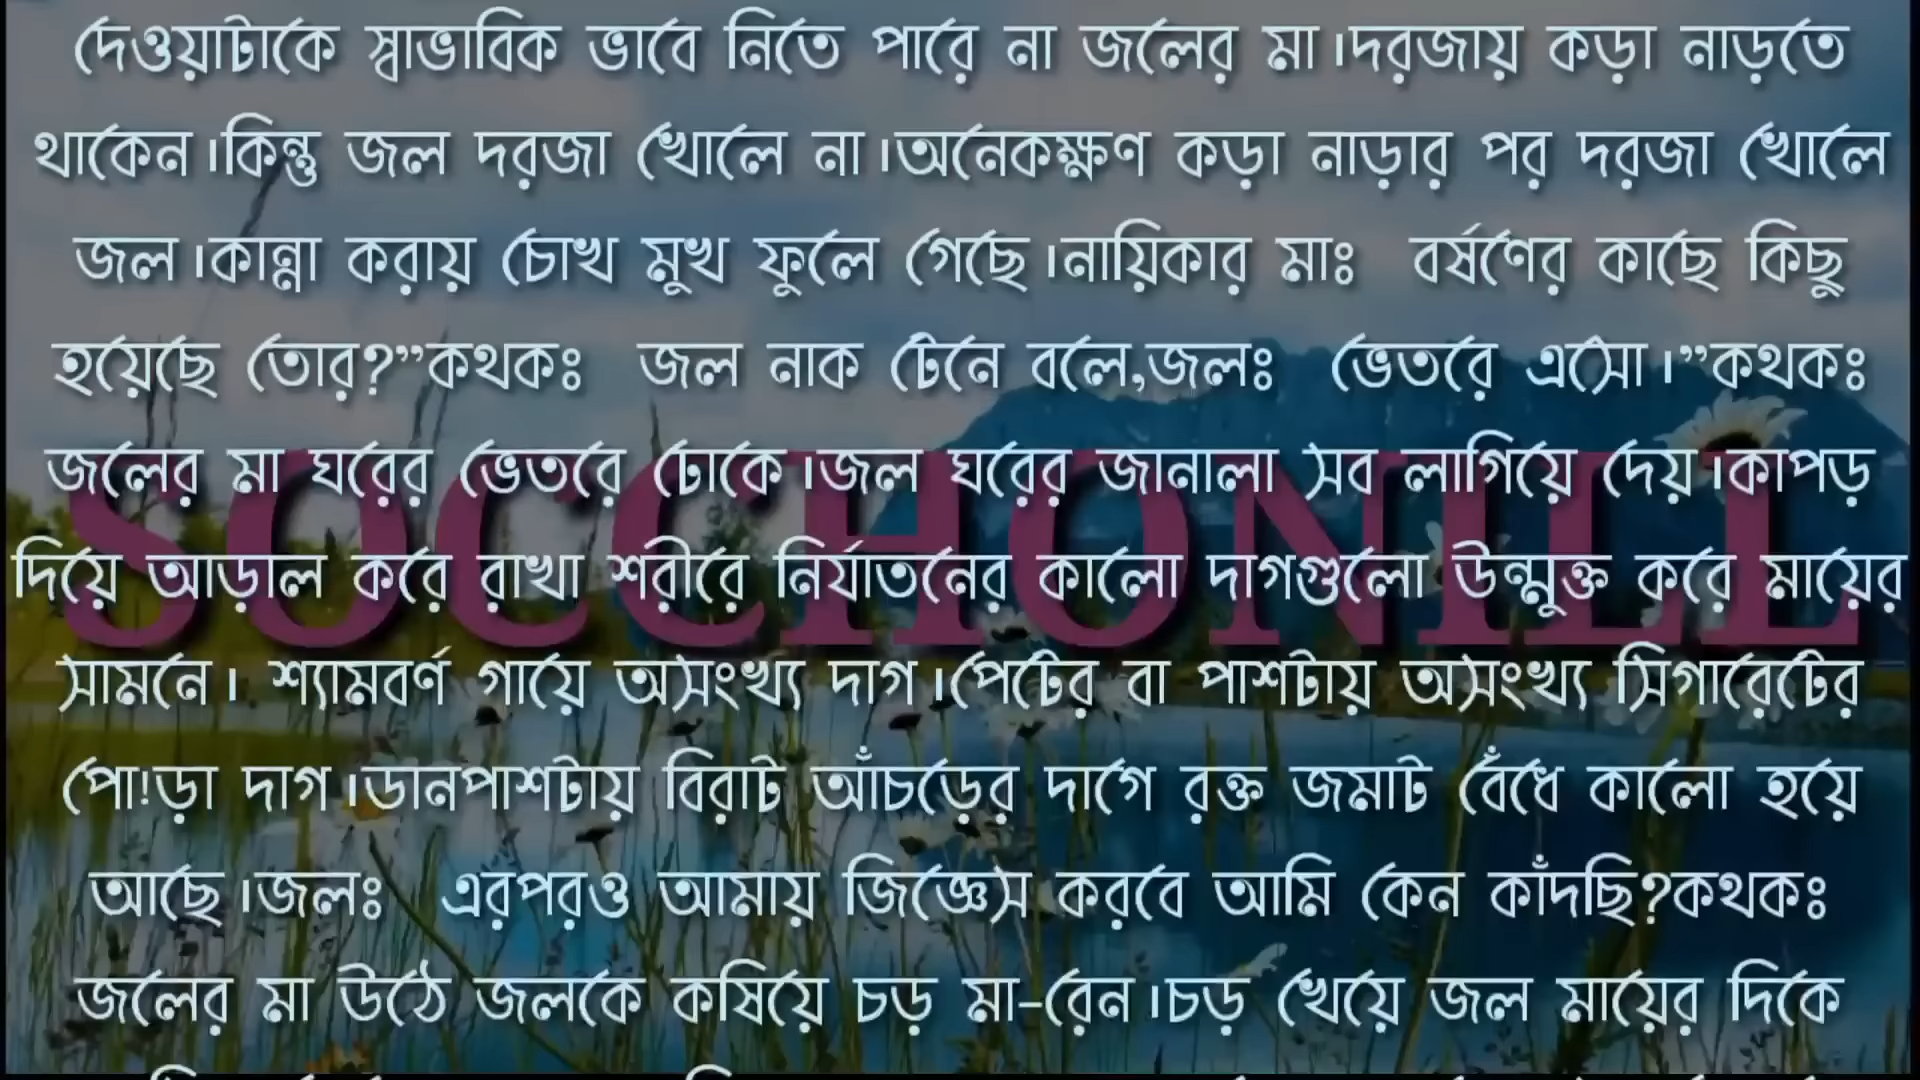 দেওয়াটাকে স্বাভাবিক ভাবে নিতে পারে না জলের মা।দরজায় কড়া নাড়তে
থাকেন।কিন্তু জল দরজা খোলে না।অনেকক্ষণ কড়া নাড়ার পর দরজা খোলে
জল।কান্না করায় চোখ মুখ ফুলে গেছে।নায়িকার মাঃ বর্ষণের কাছে কিছু
হয়েছে তোর?”কথকঃ জল নাক টেনে বলে,জলঃ ভেতরে এসো।”কথকঃ
জলের মা ঘরের ভেতরে ঢোকে।জল ঘরের জানালা সব লাগিয়ে দেয়।কাপড়
দিয়ে আড়াল করে রাখা শরীরে নির্যাতনের কালো দাগগুলো উন্মুক্ত করে মায়ের
SOCCHONILL
সামনে। শ্যামবর্ণ গায়ে অসংখ্য দাগ।পেটের বা পাশটায় অসংখ্য সিগারেটের
পো!ড়া দাগ।ডানপাশটায় বিরাট আঁচড়ের দাগে রক্ত জমাট বেঁধে কালো হয়ে
আছে।জলঃ এরপরও আমায় জিজ্ঞেস করবে আমি কেন কাঁদছি?কথকঃ
জলের মা উঠে জলকে কষিয়ে চড় মা-রেন।চড় খেয়ে জল মায়ের দিকে